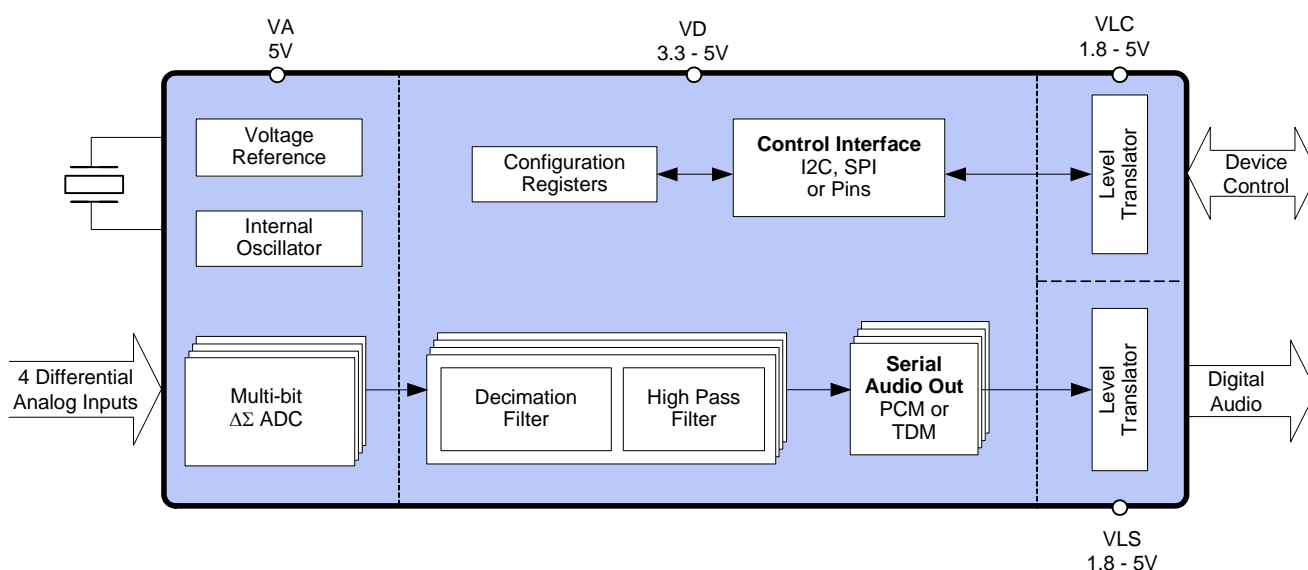 VA
5V
VD
3.3 - 5V
VLC
1.8 - 5V
Voltage
Reference
Internal
Oscillator
Configuration
Registers
Control Interface
I2C, SPI
or Pins
Level
Translator
Device
Control
4 Differential
Analog Inputs
Multi-bit
ΔΣ ADC
Decimation
Filter
High Pass
Filter
Serial
Audio Out
PCM or
TDM
Level
Translator
Digital
Audio
VLS
1.8 - 5V